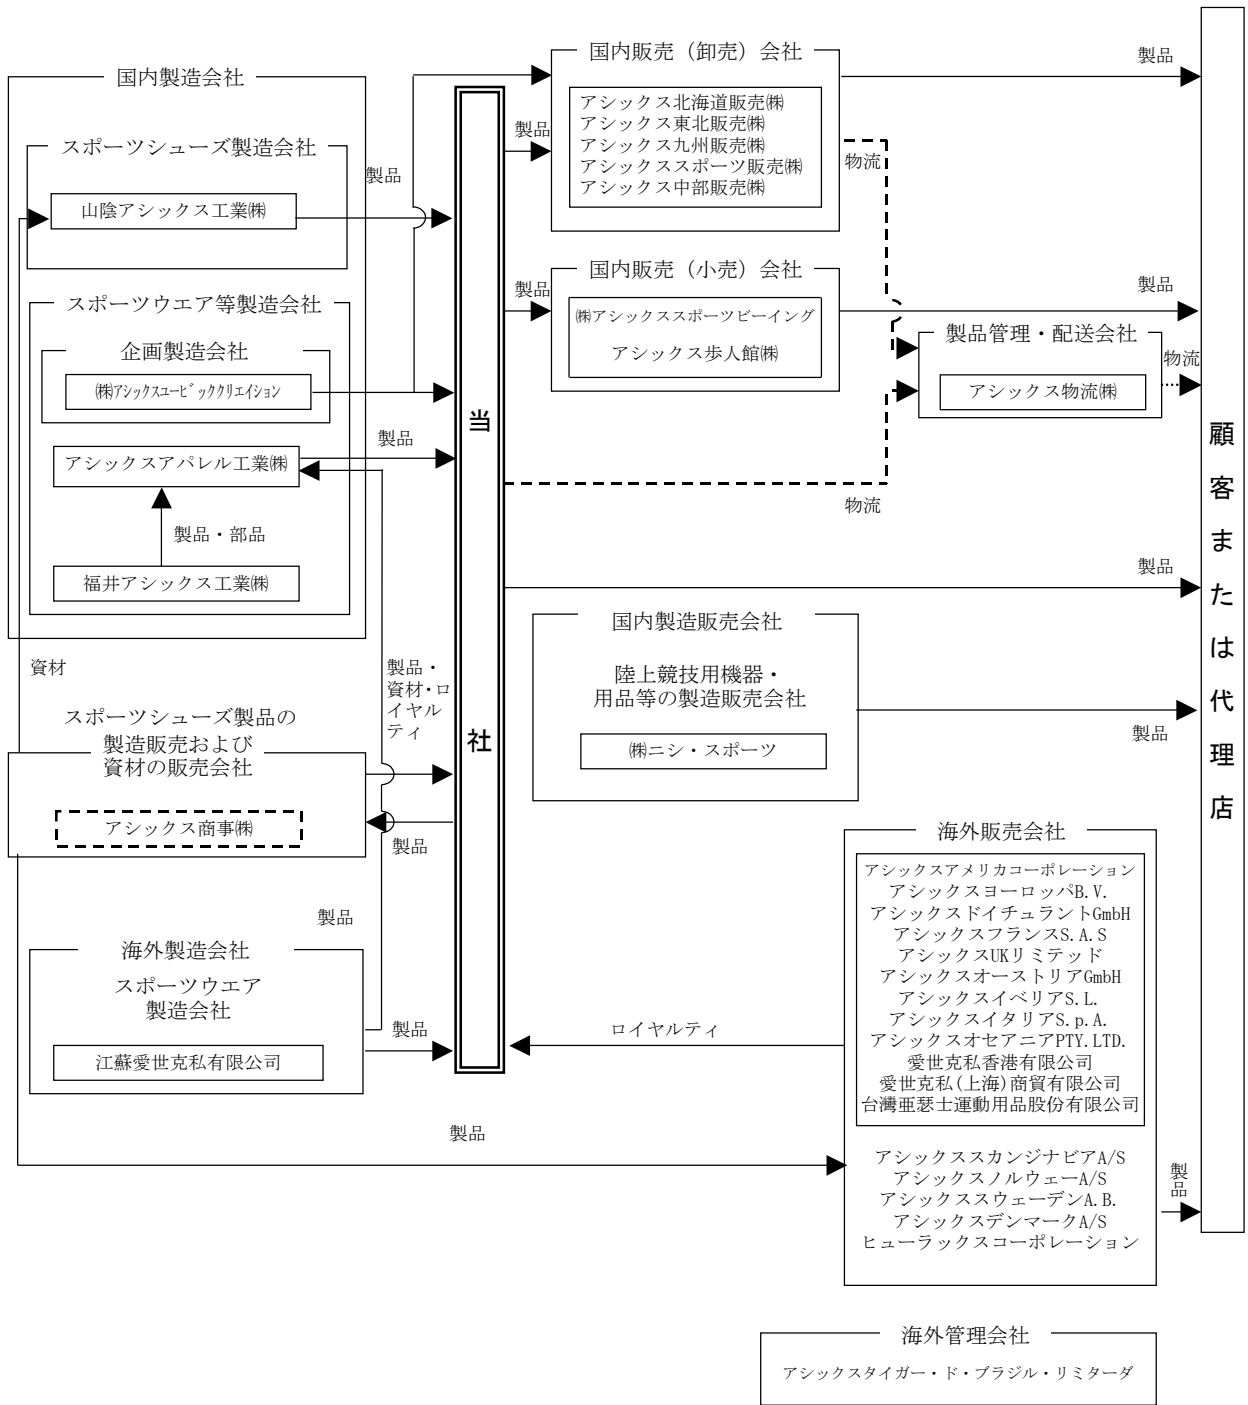 国内製造会社
スポーツシューズ製造会社
山陰アシックス工業㈱
スポーツウエア等製造会社
企画製造会社
㈱アシックスユービッククリエイション
アシックスアパレル工業㈱
製品・部品
福井アシックス工業㈱
製品
製品
資材
製品・
資材・ロ
イヤル
ティ
スポーツシューズ製品の
製造販売および
資材の販売会社
アシックス商事㈱
製品
製品
海外製造会社
スポーツウエア
製造会社
江蘇愛世克私有限公司
製品
製品
当
社
国内販売（卸売）会社
アシックス北海道販売㈱
アシックス東北販売㈱
アシックス九州販売㈱
アシックススポーツ販売㈱
アシックス中部販売㈱
製品
製品
物流
国内販売（小売）会社
㈱アシックススポーツビーイング
アシックス歩人館㈱
製品
製品
製品管理・配送会社
アシックス物流㈱
物流
物流
製品
国内製造販売会社
陸上競技用機器・
用品等の製造販売会社
㈱ニシ・スポーツ
製品
海外販売会社
アシックスアメリカコーポレーション
アシックスヨーロッパB.V.
アシックスドイチュラントGmbH
アシックスフランスS.A.S
アシックスUKリミテッド
アシックスオーストリアGmbH
アシックスイベリアS.L.
アシックスイタリアS.p.A.
アシックスオセアニアPTY.LTD.
愛世克私香港有限公司
愛世克私(上海)商貿有限公司
台灣亜瑟士運動用品股份有限公司
アシックススカンジナビアA/S
アシックスノルウェーA/S
アシックススウェーデンA.B.
アシックスデンマークA/S
ヒューラックスコーポレーション
ロイヤルティ
製
品
海外管理会社
アシックスタイガー・ド・ブラジル・リミターダ
顧
客
ま
た
は
代
理
店